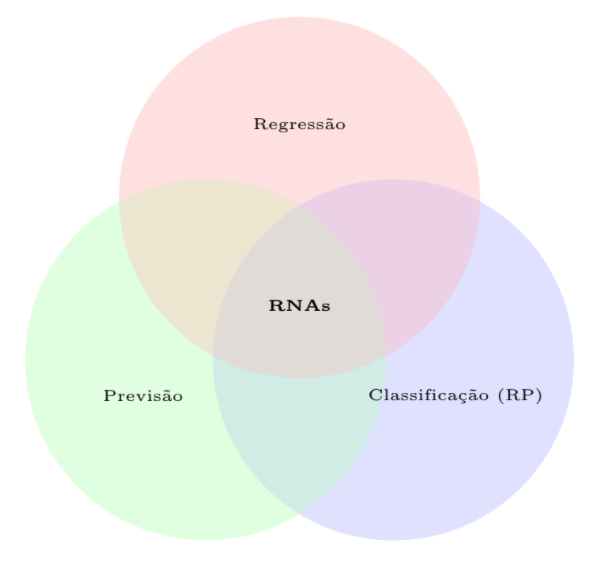 Regressão
RNAs
Previsão
Classificação (RP)